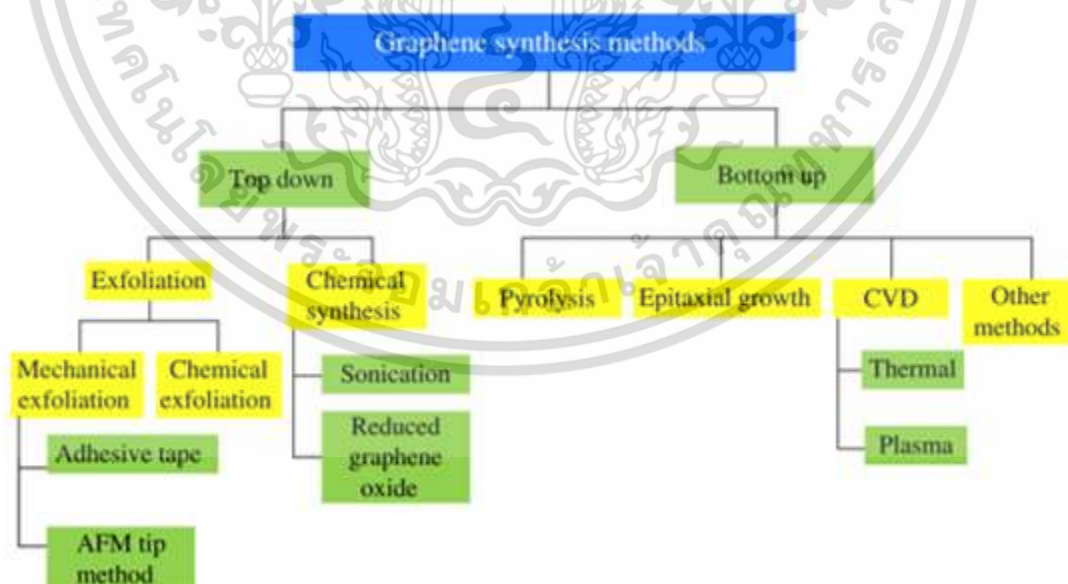 Graphene synthesis methods
Top down
Bottom up
Exfoliation
Chemical
synthesis
Pyrolysis
Epitaxial growth
CVD
Other
methods
Mechanical
exfoliation
Chemical
exfoliation
Sonication
Thermal
Reduced
graphene
oxide
Adhesive tape
Plasma
AFM tip
method